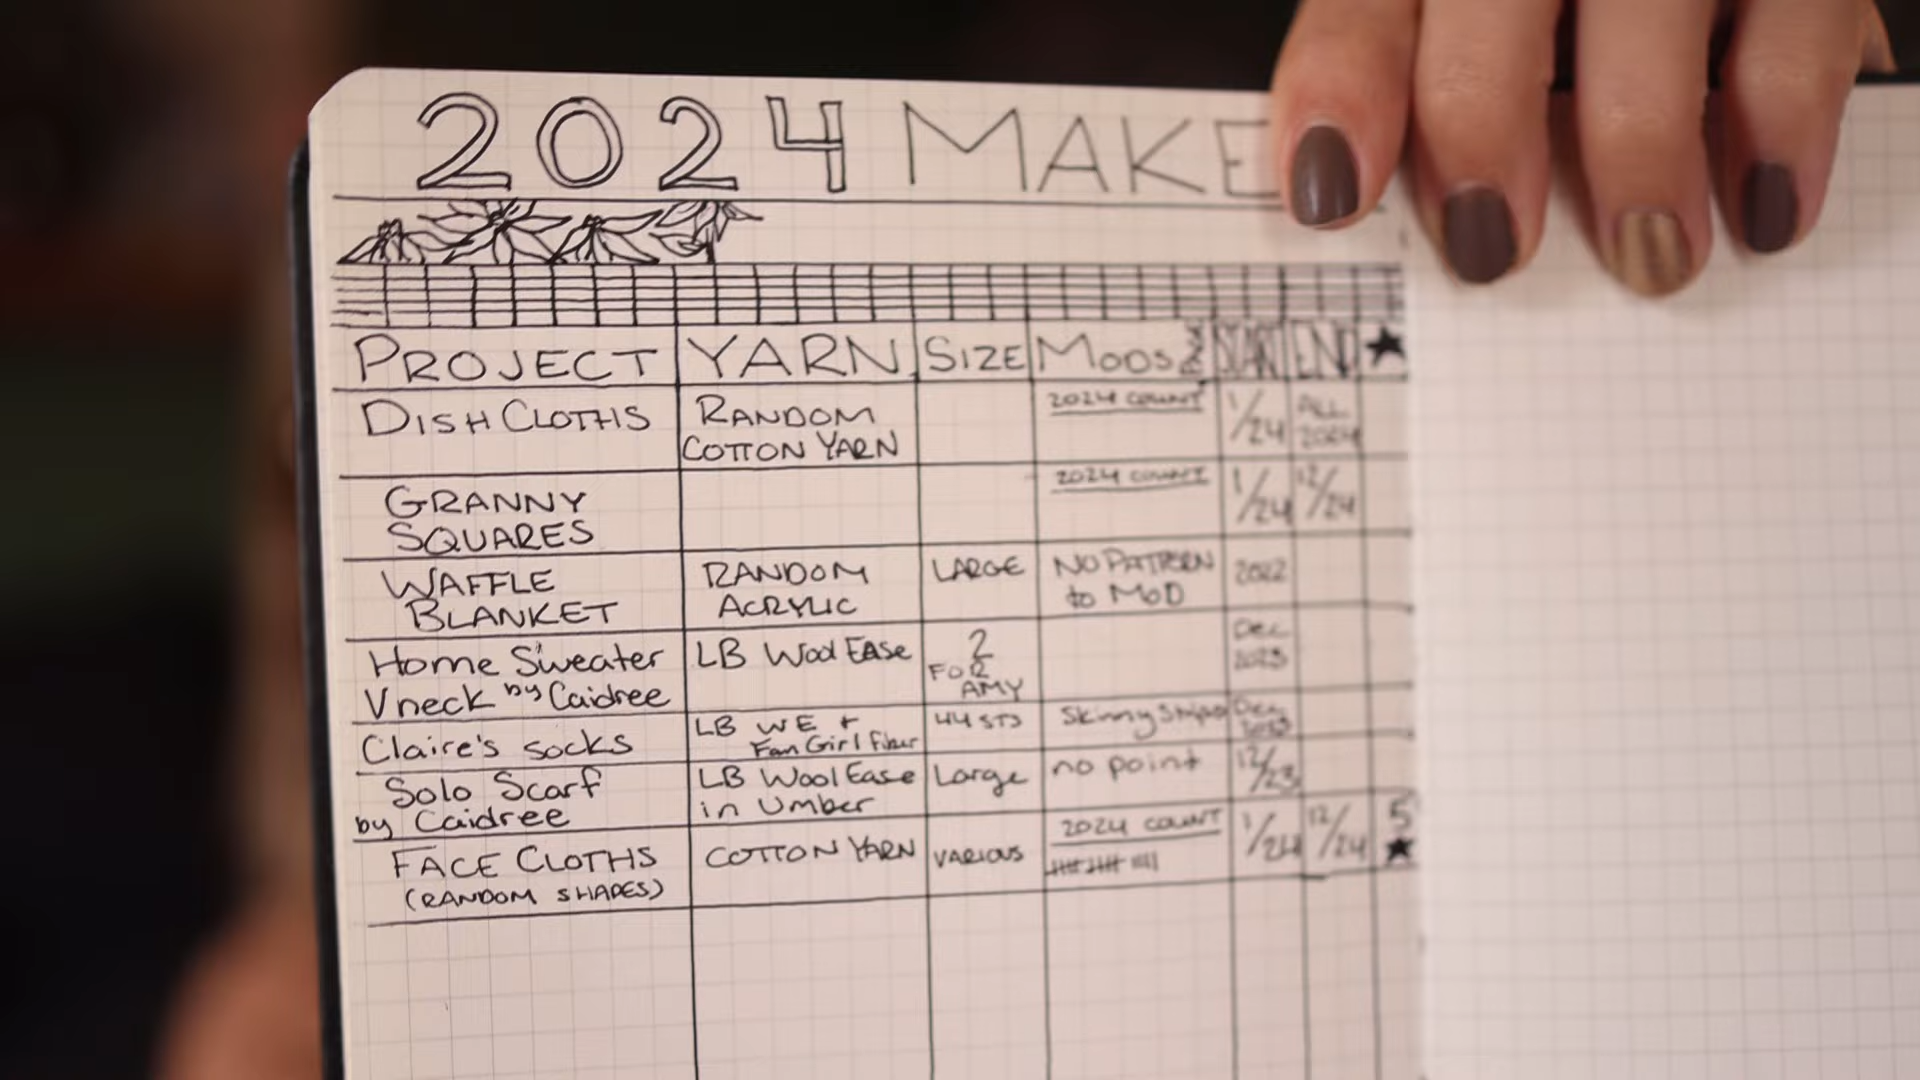 2024 MAKE
PROJECT YARN SIZE MODS START END ★
DISH CLOTHS RANDOM COTTON YARN 2024 COUNT 1/24 ALL 2024
GRANNY SQUARES 2024 COUNT 1/24 12/24
WAFFLE BLANKET RANDOM ACRYLIC LARGE NO PATTERN to MOD 2022
Home Sweater Vneck by Caidree LB Wool EASE 2 FOR AMY Dec 2023
Claire's socks LB WE + Fan Girl Fiber 44 STS Skinny Stripes Dec 2023
Solo Scarf by Caidree LB Wool Ease in Umber Large no point 12/23
FACE CLOTHS (RANDOM SHAPES) COTTON YARN VARIOUS 2024 COUNT 1/24 12/24 5 ★